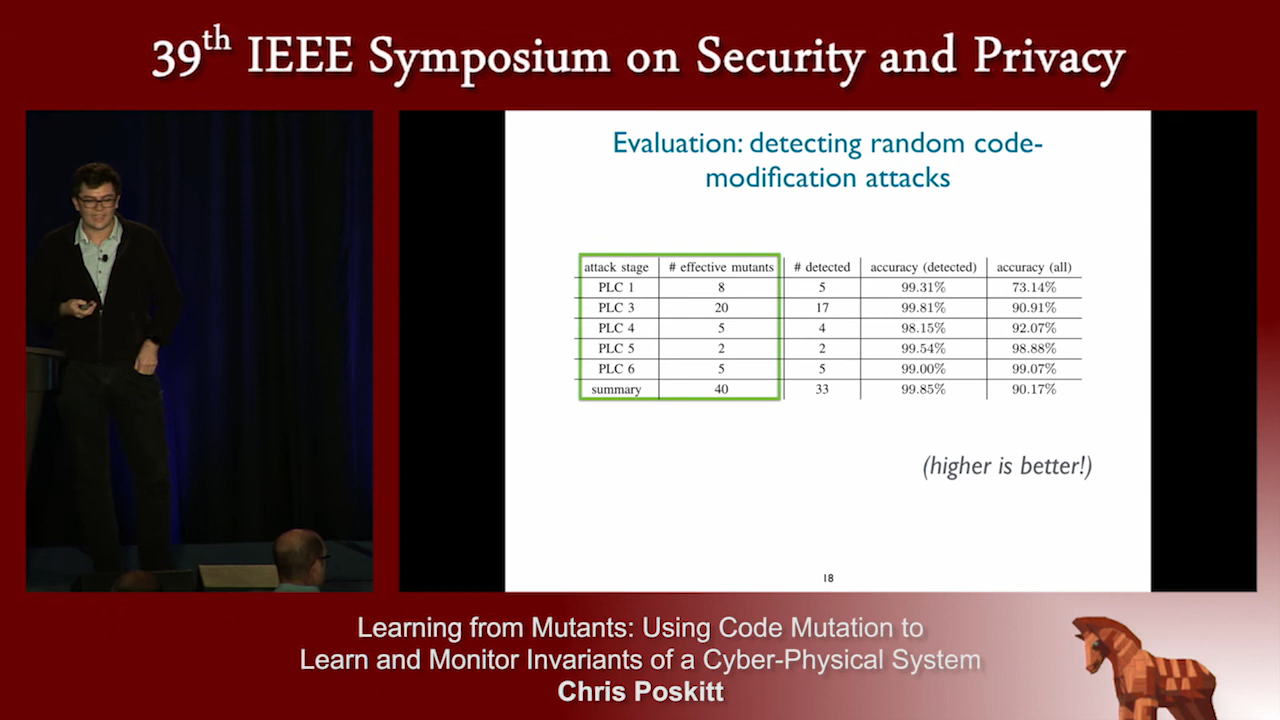 39th IEEE Symposium on Security and Privacy
Evaluation: detecting random code-
modification attacks
attack stage # effective mutants # detected accuracy (detected) accuracy (all)
PLC 1 8 5 99.31% 73.14%
PLC 3 20 17 99.81% 90.91%
PLC 4 5 4 98.15% 92.07%
PLC 5 2 2 99.54% 98.88%
PLC 6 5 5 99.00% 99.07%
summary 40 33 99.85% 90.17%
(higher is better!)
18
Learning from Mutants: Using Code Mutation to
Learn and Monitor Invariants of a Cyber-Physical System
Chris Poskitt